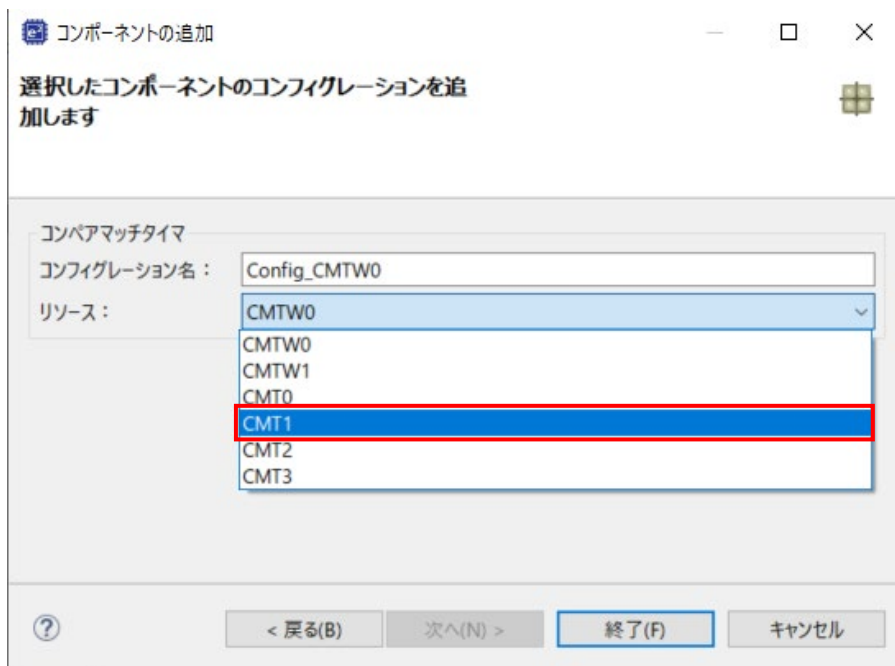 コンポーネントの追加
選択したコンポーネントのコンフィグレーションを追
加します
コンペアマッチタイマ
コンフィグレーション名： Config_CMTW0
リソース： CMTW0
CMTW0
CMTW1
CMT0
CMT1
CMT2
CMT3
< 戻る(B) 次へ(N) > 終了(F) キャンセル